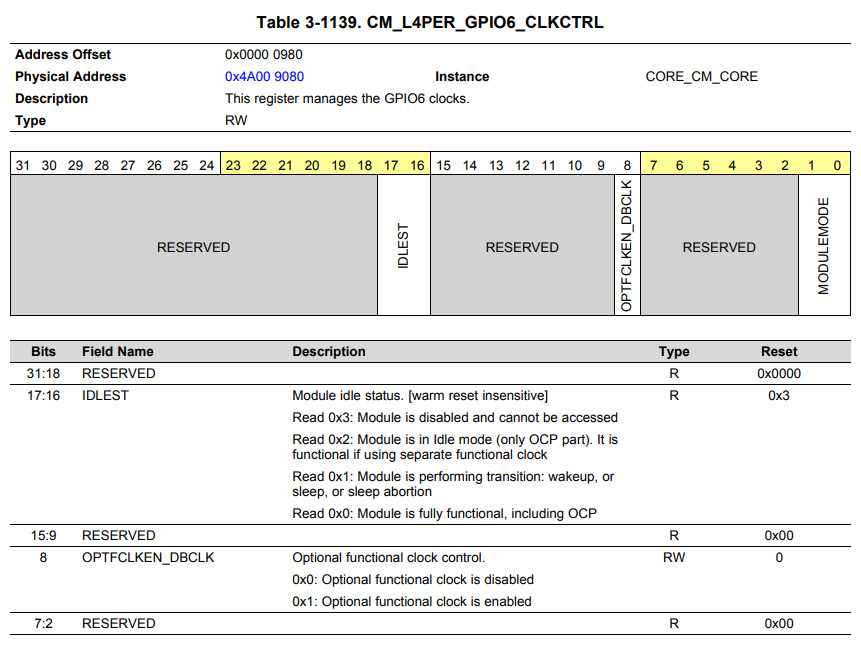 Table 3-1139. CM_L4PER_GPIO6_CLKCTRL
Address Offset 0x0000 0980
Physical Address 0x4A00 9080 Instance CORE_CM_CORE
Description This register manages the GPIO6 clocks.
Type RW
31 30 29 28 27 26 25 24 23 22 21 20 19 18 17 16 15 14 13 12 11 10 9 8 7 6 5 4 3 2 1 0
RESERVED IDLEST RESERVED OPTFCLKEN_DBCLK RESERVED MODULEMODE
Bits Field Name Description Type Reset
31:18 RESERVED R 0x0000
17:16 IDLEST Module idle status. [warm reset insensitive] R 0x3
Read 0x3: Module is disabled and cannot be accessed
Read 0x2: Module is in Idle mode (only OCP part). It is
functional if using separate functional clock
Read 0x1: Module is performing transition: wakeup, or
sleep, or sleep abortion
Read 0x0: Module is fully functional, including OCP
15:9 RESERVED R 0x00
8 OPTFCLKEN_DBCLK Optional functional clock control. RW 0
0x0: Optional functional clock is disabled
0x1: Optional functional clock is enabled
7:2 RESERVED R 0x00